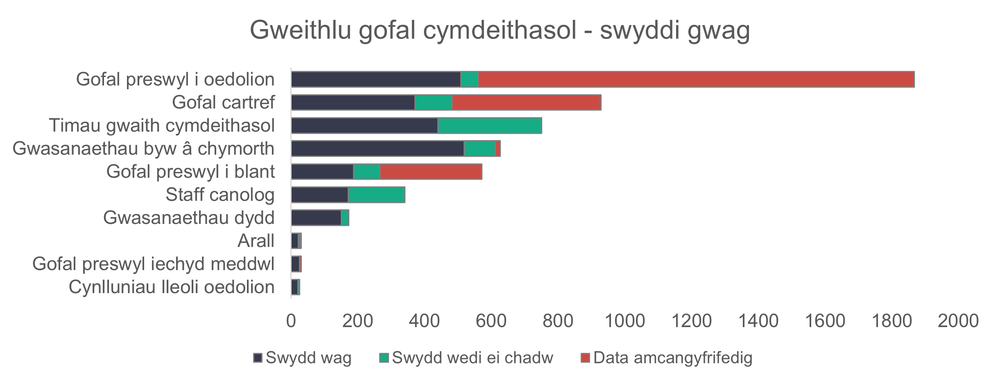 Gweithlu gofal cymdeithasol - swyddi gwag
Gofal preswyl i oedolion
Gofal cartref
Timau gwaith cymdeithasol
Gwasanaethau byw â chymorth
Gofal preswyl i blant
Staff canolog
Gwasanaethau dydd
Arall
Gofal preswyl iechyd meddwl
Cynlluniau lleoli oedolion
0 200 400 600 800 1000 1200 1400 1600 1800 2000
Swydd wag Swydd wedi ei chadw Data amcangyfrifedig